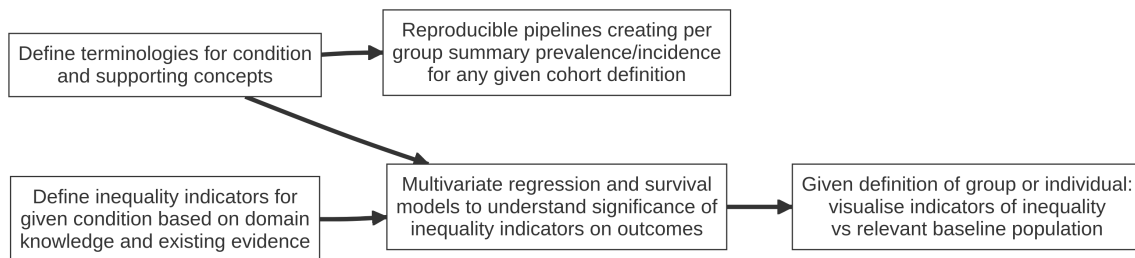 Define terminologies for condition
and supporting concepts
Reproducible pipelines creating per
group summary prevalence/incidence
for any given cohort definition
Define inequality indicators for
given condition based on domain
knowledge and existing evidence
Multivariate regression and survival
models to understand significance of
inequality indicators on outcomes
Given definition of group or individual:
visualise indicators of inequality
vs relevant baseline population